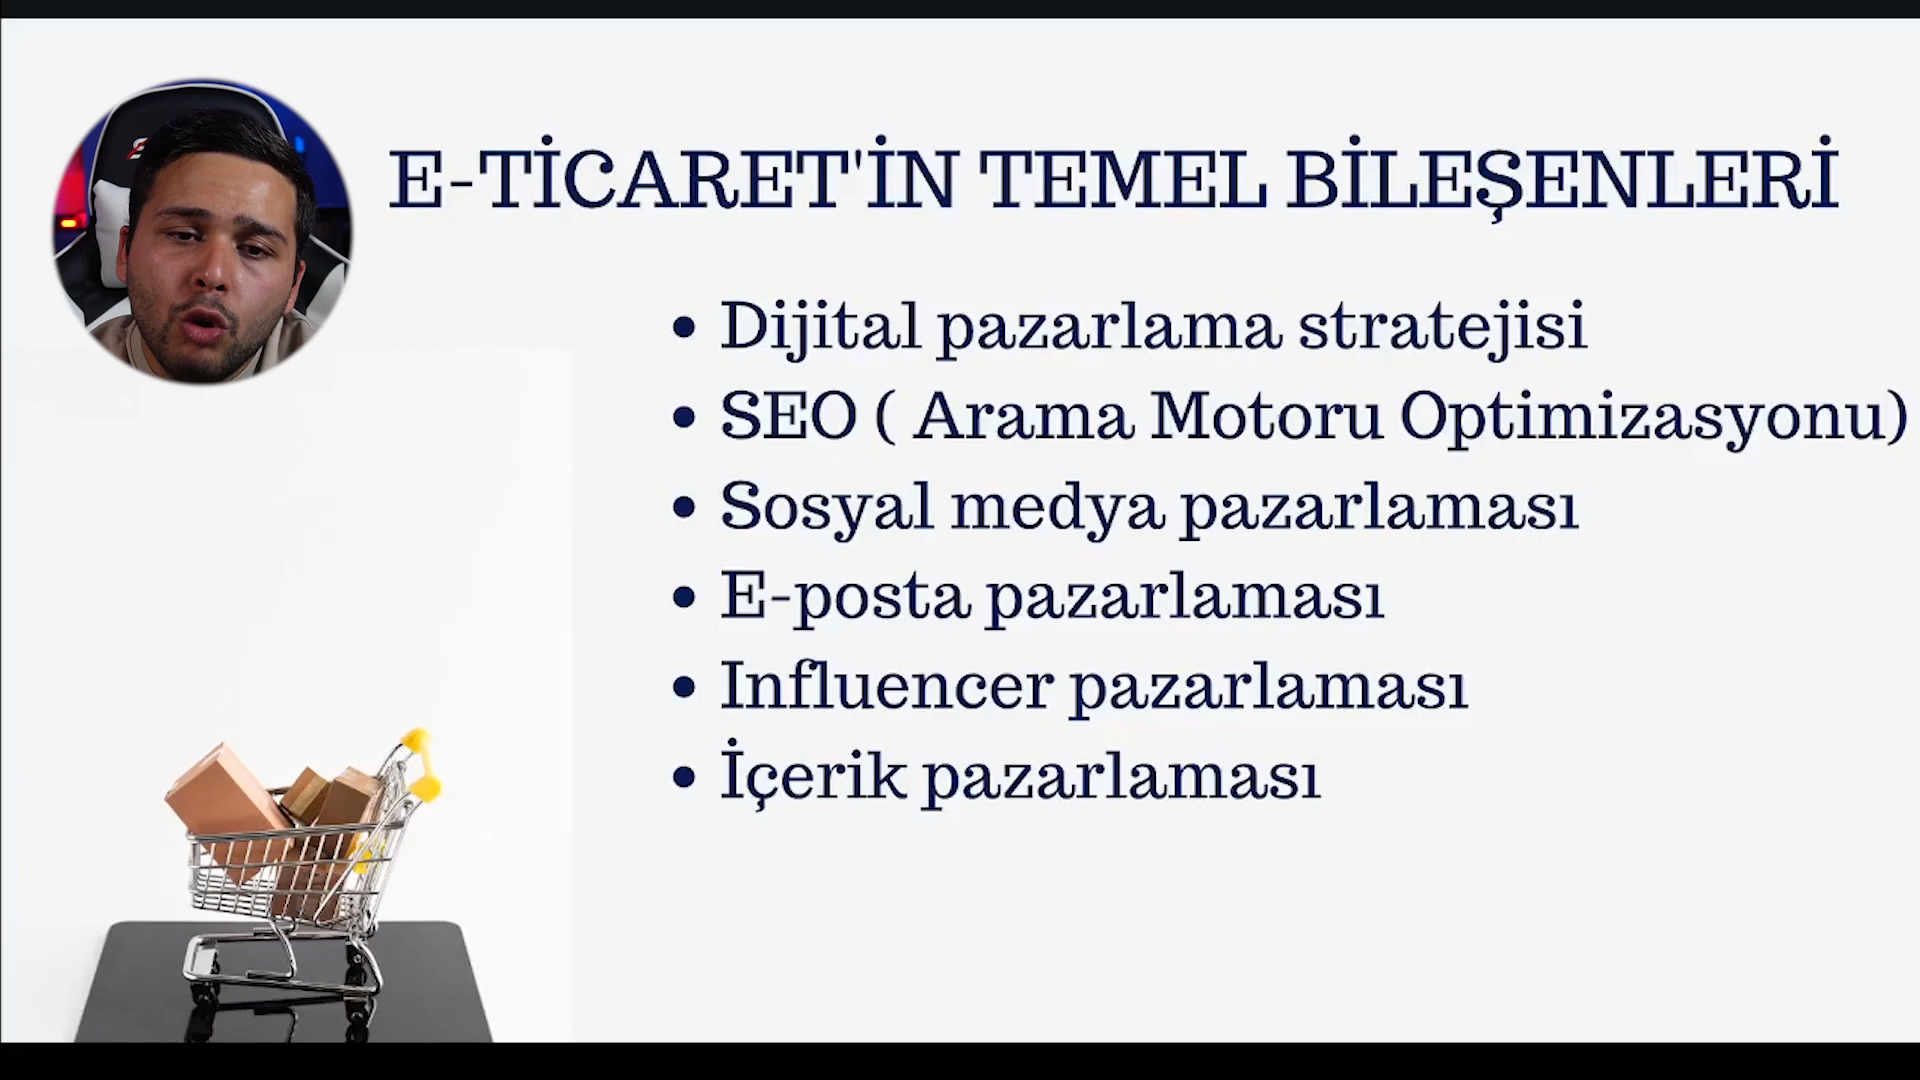 E-TİCARET'İN TEMEL BİLEŞENLERİ
• Dijital pazarlama stratejisi
• SEO ( Arama Motoru Optimizasyonu)
• Sosyal medya pazarlaması
• E-posta pazarlaması
• Influencer pazarlaması
• İçerik pazarlaması